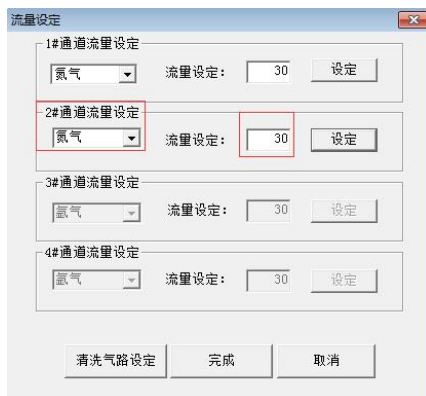 流量设定
1#通道流量设定
氮气 流量设定： 30 设定
2#通道流量设定
氮气 流量设定： 30 设定
3#通道流量设定
氩气 流量设定： 30 设定
4#通道流量设定
氩气 流量设定： 30 设定
清洗气路设定 完成 取消